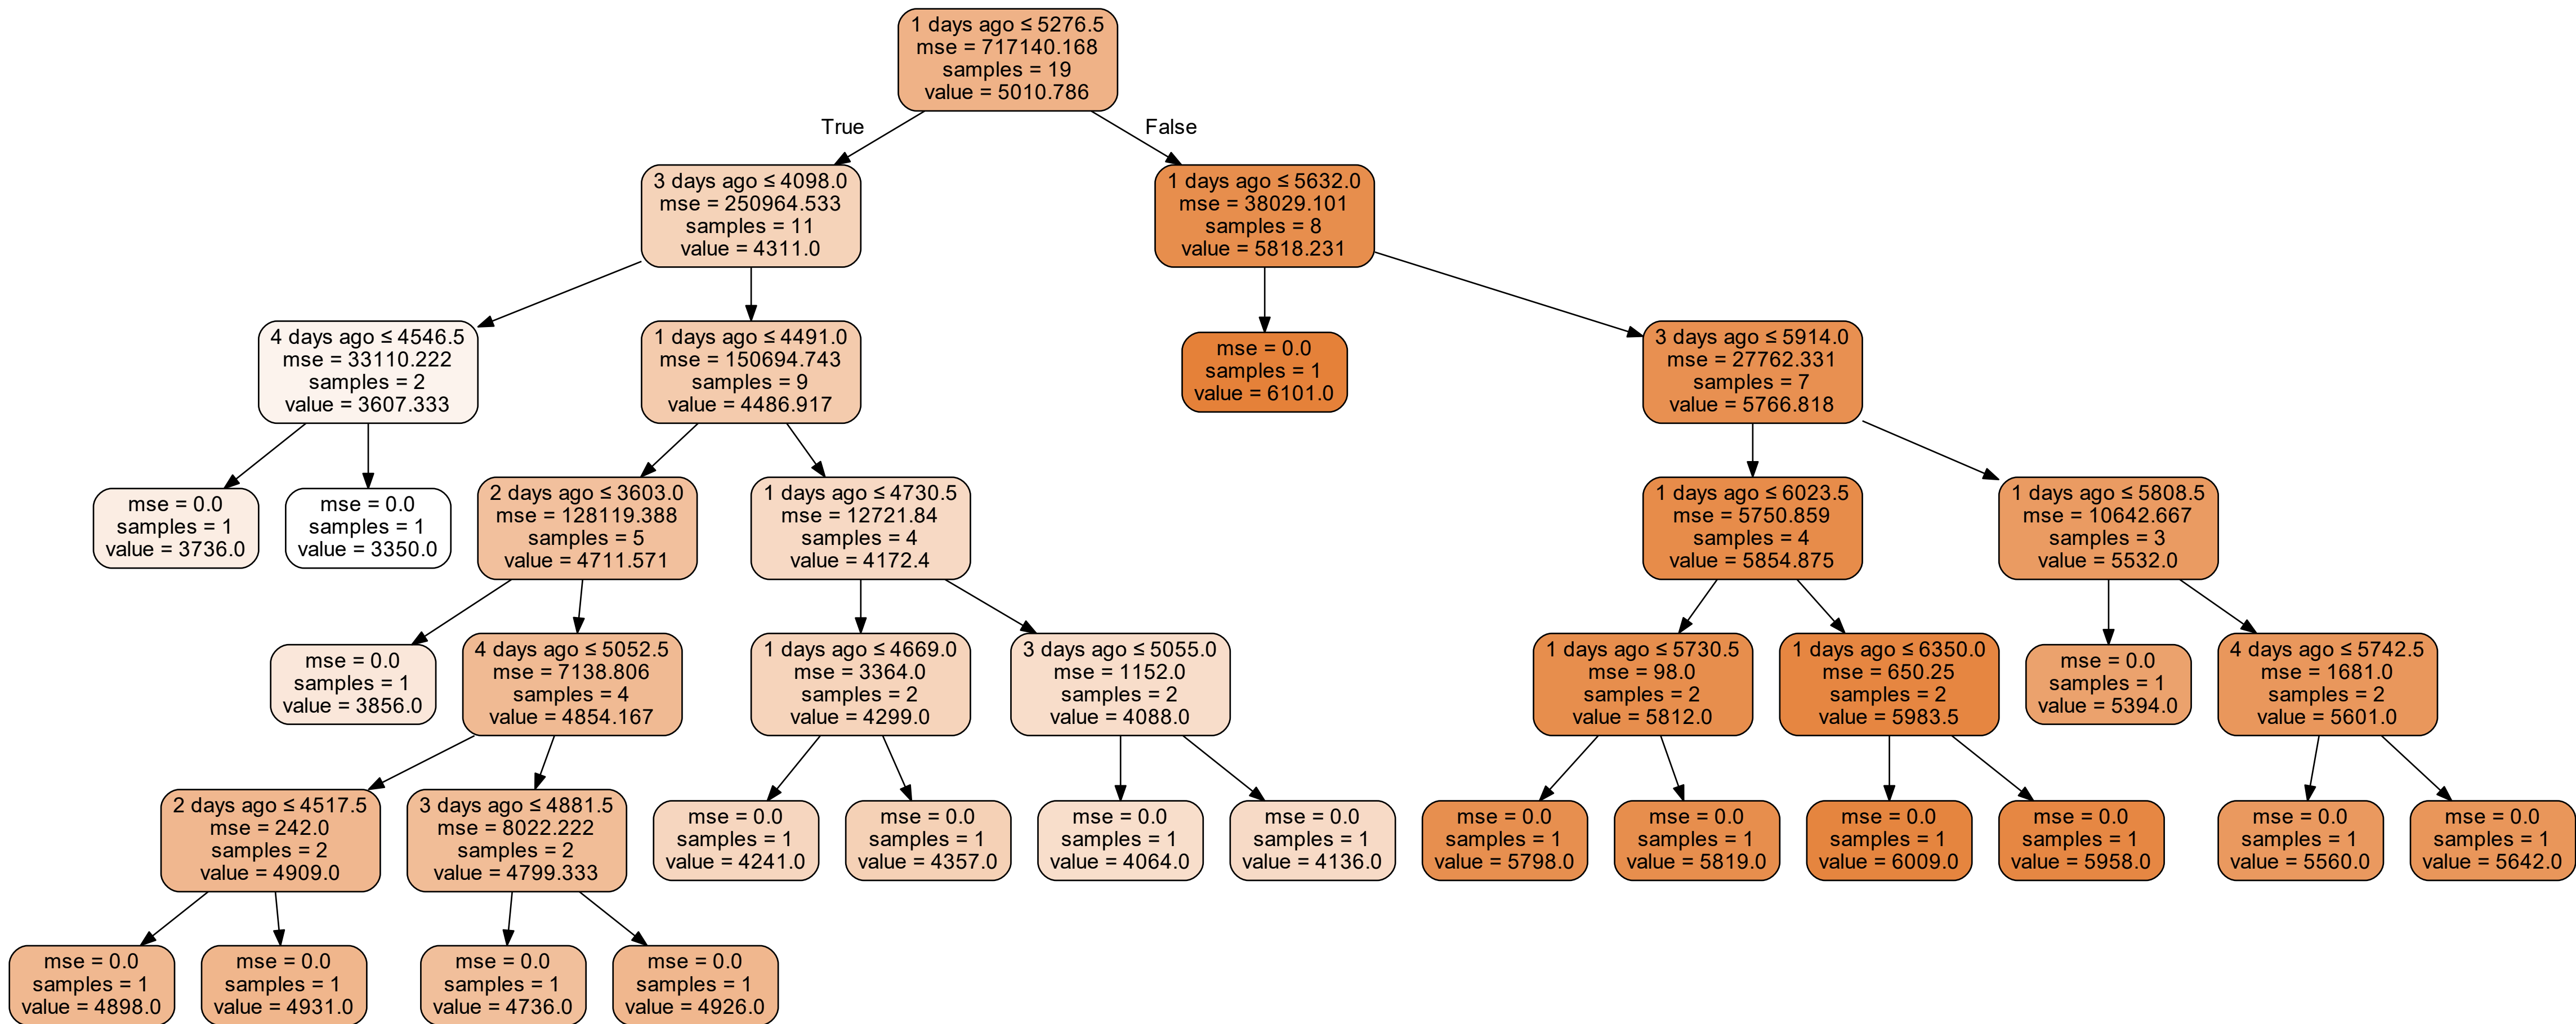 1 days ago ≤ 5276.5
mse = 717140.168
samples = 19
value = 5010.786
True
False
3 days ago ≤ 4098.0
mse = 250964.533
samples = 11
value = 4311.0
1 days ago ≤ 5632.0
mse = 38029.101
samples = 8
value = 5818.231
4 days ago ≤ 4546.5
mse = 33110.222
samples = 2
value = 3607.333
1 days ago ≤ 4491.0
mse = 150694.743
samples = 9
value = 4486.917
mse = 0.0
samples = 1
value = 6101.0
3 days ago ≤ 5914.0
mse = 27762.331
samples = 7
value = 5766.818
mse = 0.0
samples = 1
value = 3736.0
mse = 0.0
samples = 1
value = 3350.0
2 days ago ≤ 3603.0
mse = 128119.388
samples = 5
value = 4711.571
1 days ago ≤ 4730.5
mse = 12721.84
samples = 4
value = 4172.4
1 days ago ≤ 6023.5
mse = 5750.859
samples = 4
value = 5854.875
1 days ago ≤ 5808.5
mse = 10642.667
samples = 3
value = 5532.0
mse = 0.0
samples = 1
value = 3856.0
4 days ago ≤ 5052.5
mse = 7138.806
samples = 4
value = 4854.167
1 days ago ≤ 4669.0
mse = 3364.0
samples = 2
value = 4299.0
3 days ago ≤ 5055.0
mse = 1152.0
samples = 2
value = 4088.0
1 days ago ≤ 5730.5
mse = 98.0
samples = 2
value = 5812.0
1 days ago ≤ 6350.0
mse = 650.25
samples = 2
value = 5983.5
mse = 0.0
samples = 1
value = 5394.0
4 days ago ≤ 5742.5
mse = 1681.0
samples = 2
value = 5601.0
2 days ago ≤ 4517.5
mse = 242.0
samples = 2
value = 4909.0
3 days ago ≤ 4881.5
mse = 8022.222
samples = 2
value = 4799.333
mse = 0.0
samples = 1
value = 4241.0
mse = 0.0
samples = 1
value = 4357.0
mse = 0.0
samples = 1
value = 4064.0
mse = 0.0
samples = 1
value = 4136.0
mse = 0.0
samples = 1
value = 5798.0
mse = 0.0
samples = 1
value = 5819.0
mse = 0.0
samples = 1
value = 6009.0
mse = 0.0
samples = 1
value = 5958.0
mse = 0.0
samples = 1
value = 5560.0
mse = 0.0
samples = 1
value = 5642.0
mse = 0.0
samples = 1
value = 4898.0
mse = 0.0
samples = 1
value = 4931.0
mse = 0.0
samples = 1
value = 4736.0
mse = 0.0
samples = 1
value = 4926.0